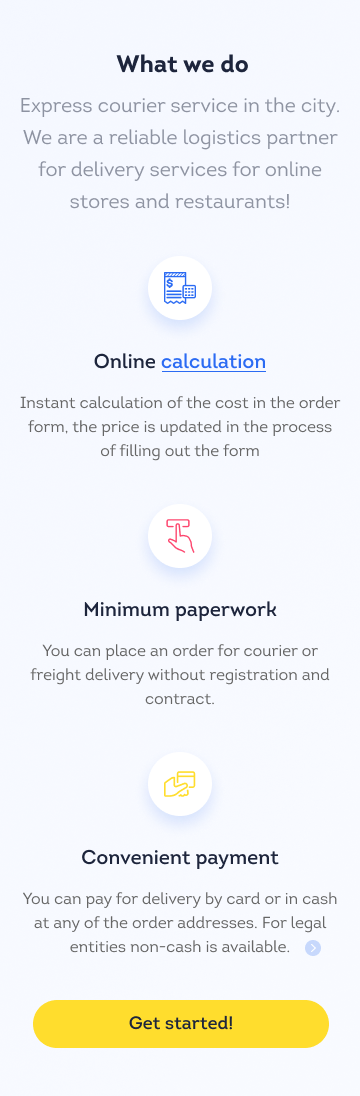 What we do
Express courier service in the city.
We are a reliable logistics partner
for delivery services for online
stores and restaurants!
Online calculation
Instant calculation of the cost in the order
form, the price is updated in the process
of filling out the form
Minimum paperwork
You can place an order for courier or
freight delivery without registration and
contract.
Convenient payment
You can pay for delivery by card or in cash
at any of the order addresses. For legal
entities non-cash is available.
Get started!